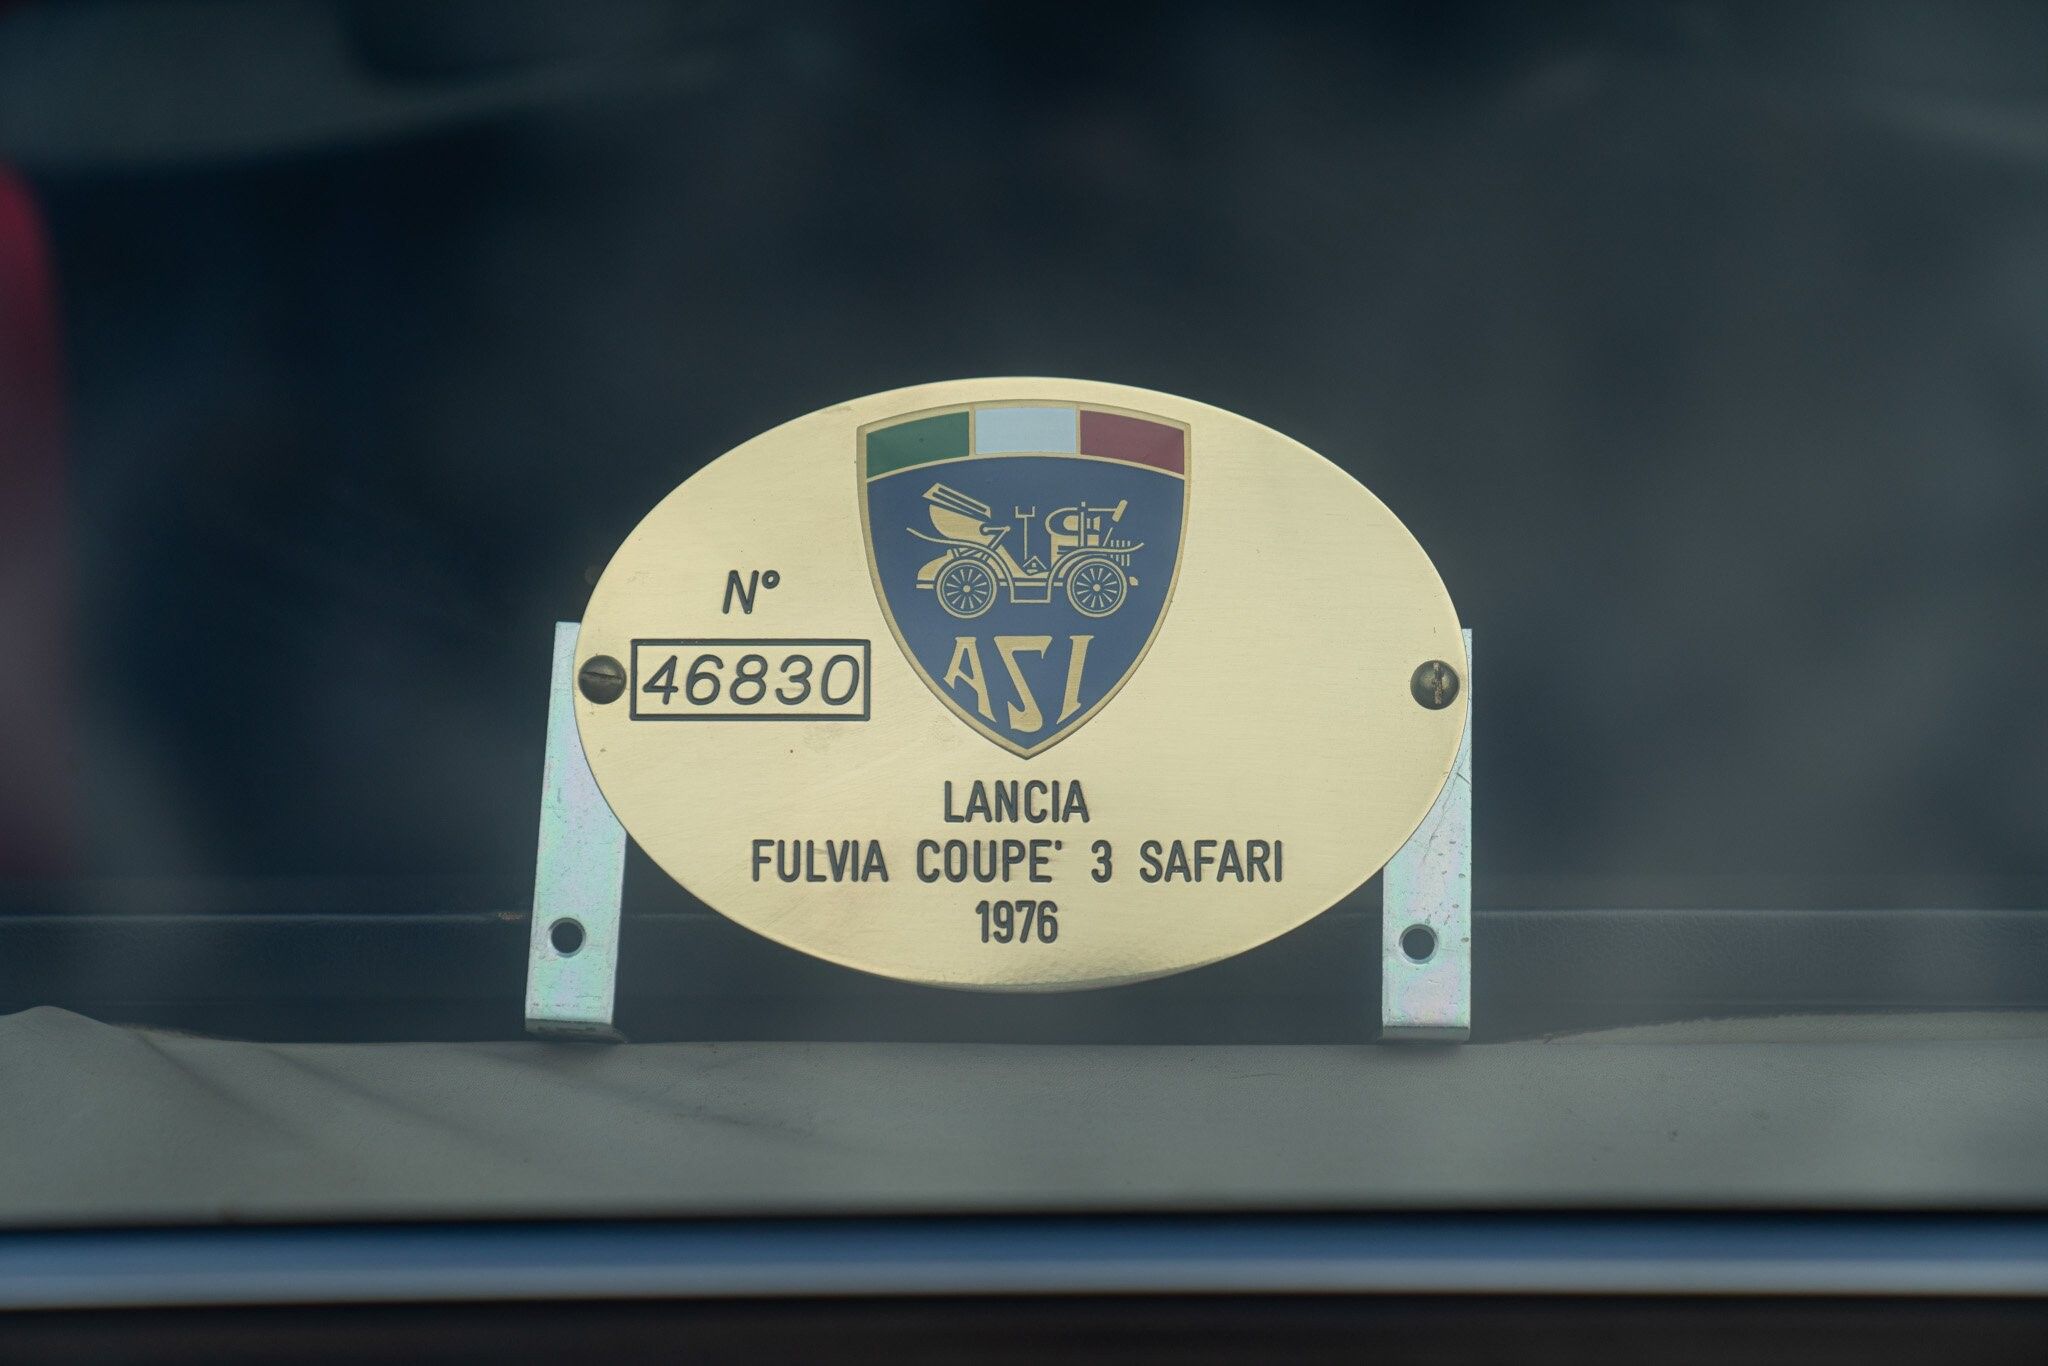 ASI
N°
46830
LANCIA
FULVIA COUPE' 3 SAFARI
1976